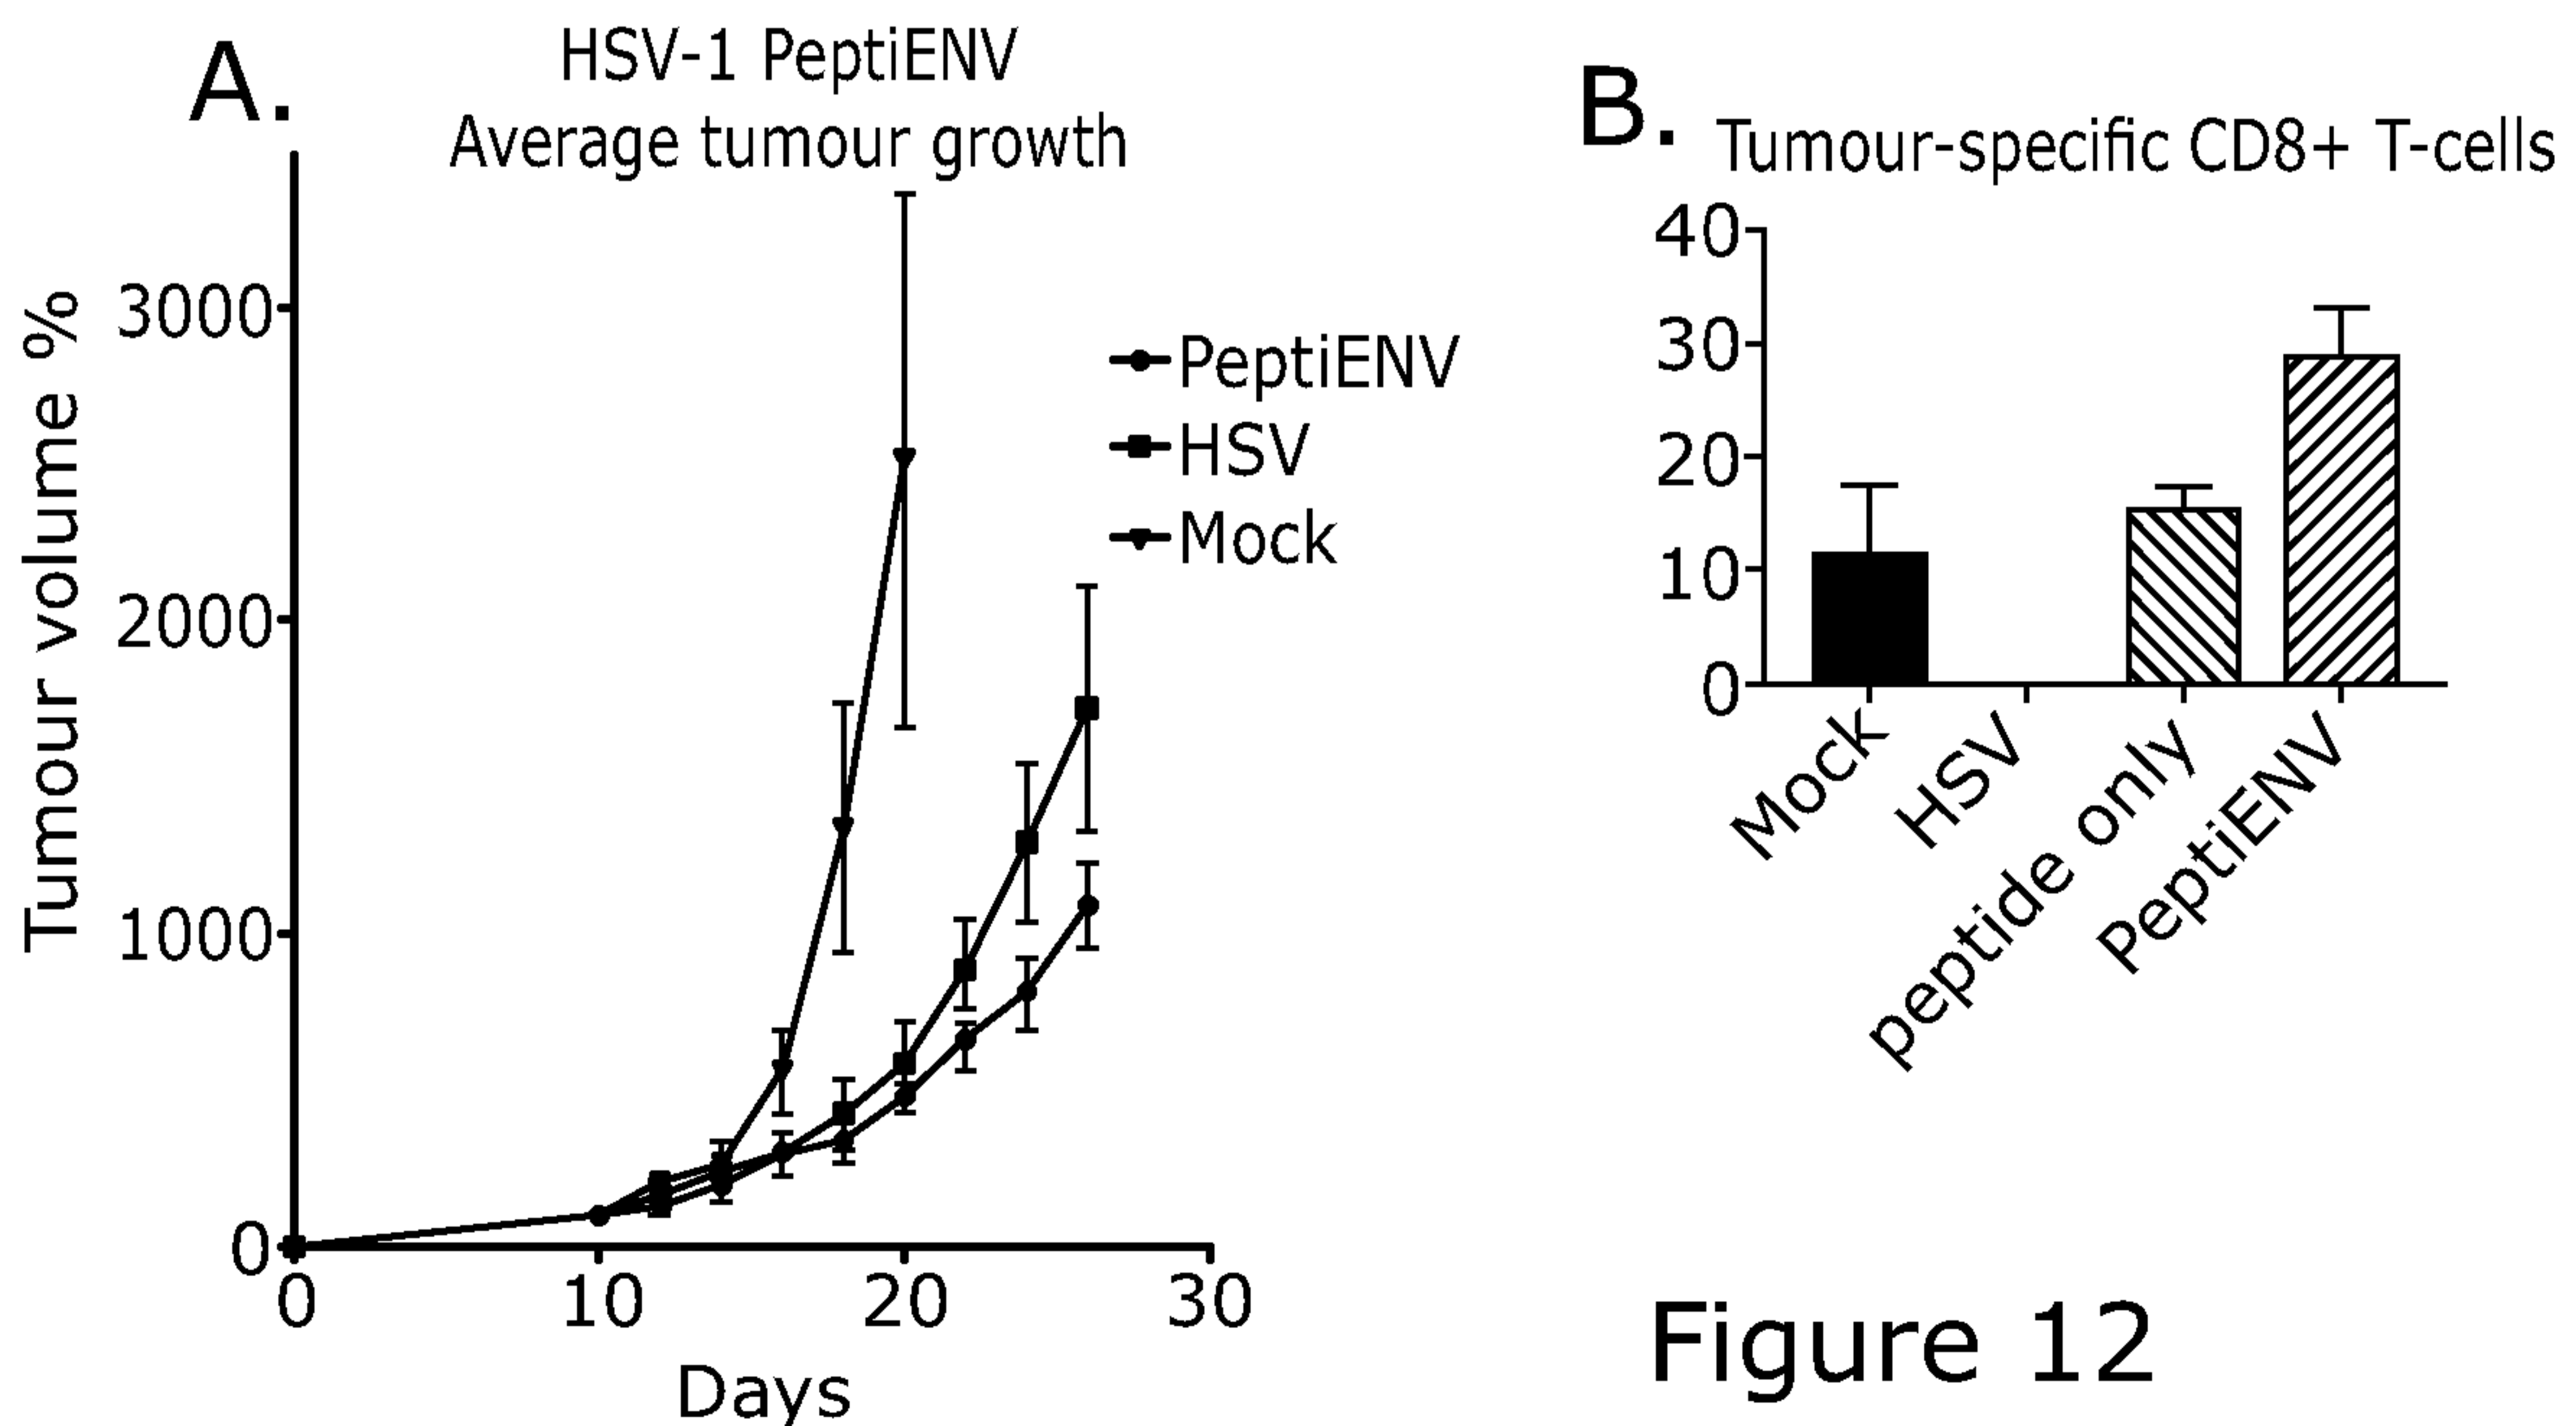 A.
HSV-1 PeptiENV
Average tumour growth
Tumour volume %
3000
2000
1000
0
0 10 20 30
Days
PeptiENV
HSV
Mock
B.
Tumour-specific CD8+ T-cells
40
30
20
10
0
Mock
HSV
peptide only
PeptiENV
Figure 12